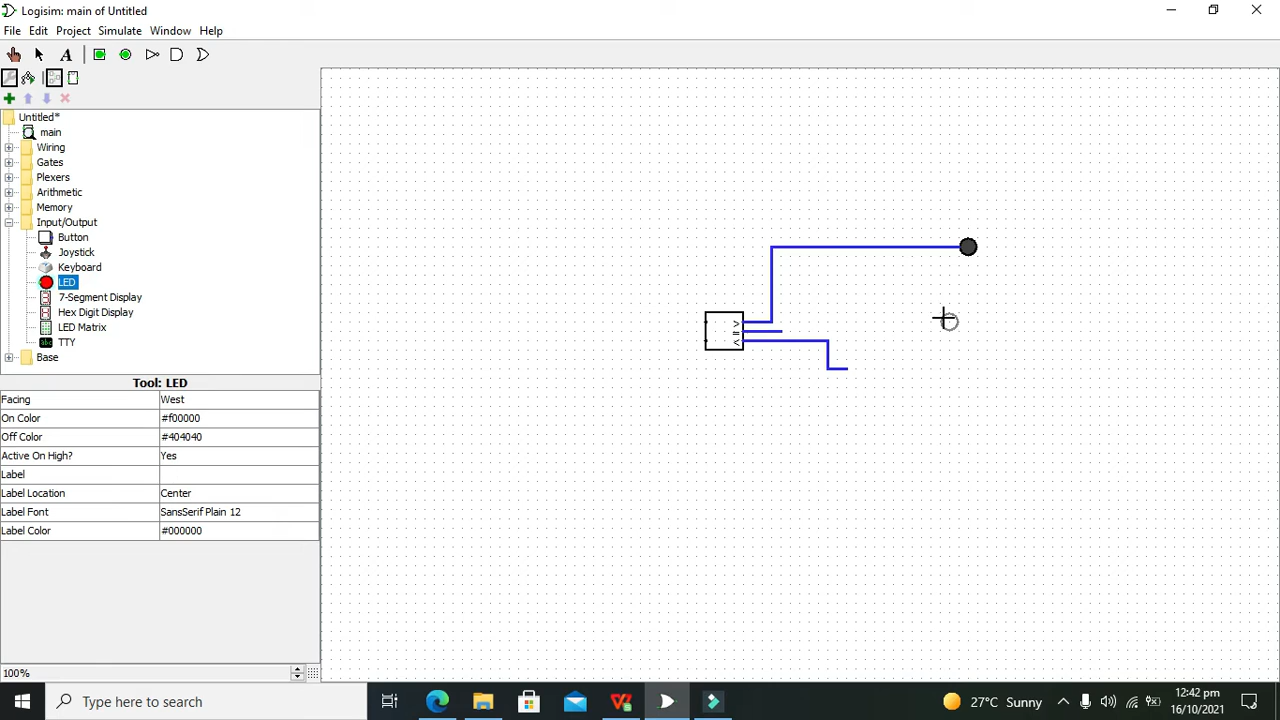 Logisim: main of Untitled
File Edit Project Simulate Window Help
A
Untitled*
main
Wiring
Gates
Plexers
Arithmetic
Memory
Input/Output
Button
Joystick
Keyboard
LED
7-Segment Display
Hex Digit Display
LED Matrix
abc TTY
Base
Tool: LED
Facing West
On Color #f00000
Off Color #404040
Active On High? Yes
Label
Label Location Center
Label Font SansSerif Plain 12
Label Color #000000
>
=
<
100%
Type here to search
27°C Sunny
12:42 pm
16/10/2021